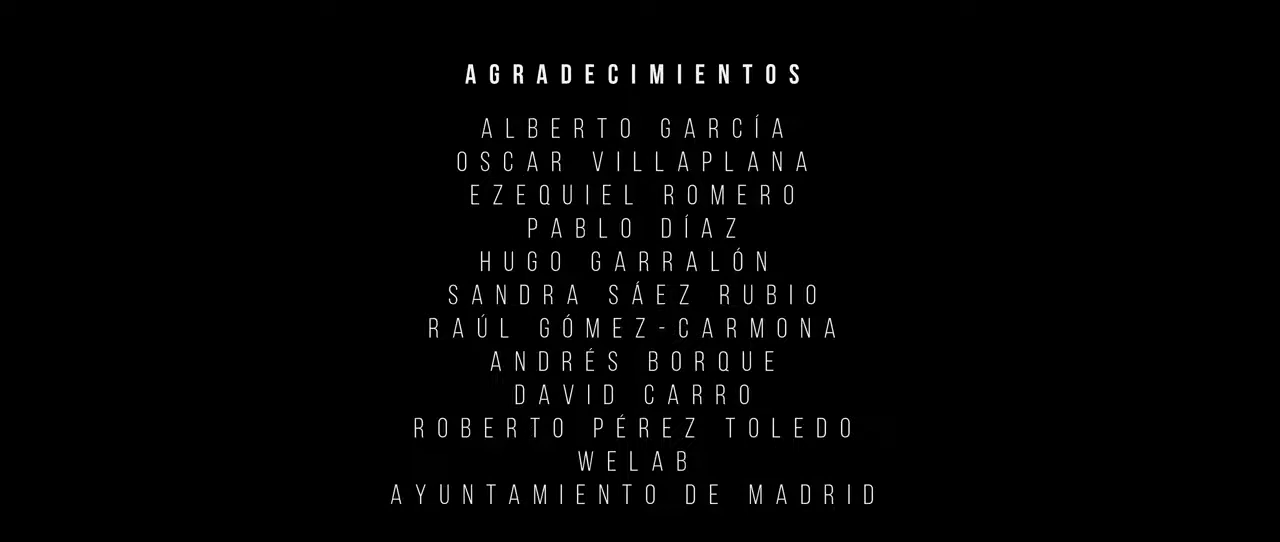 AGRADECIMIENTOS
ALBERTO GARCÍA
OSCAR VILLAPLANA
EZEQUIEL ROMERO
PABLO DÍAZ
HUGO GARRALÓN
SANDRA SÁEZ RUBIO
RAÚL GÓMEZ-CARMONA
ANDRÉS BORQUE
DAVID CARRO
ROBERTO PÉREZ TOLEDO
WELAB
AYUNTAMIENTO DE MADRID